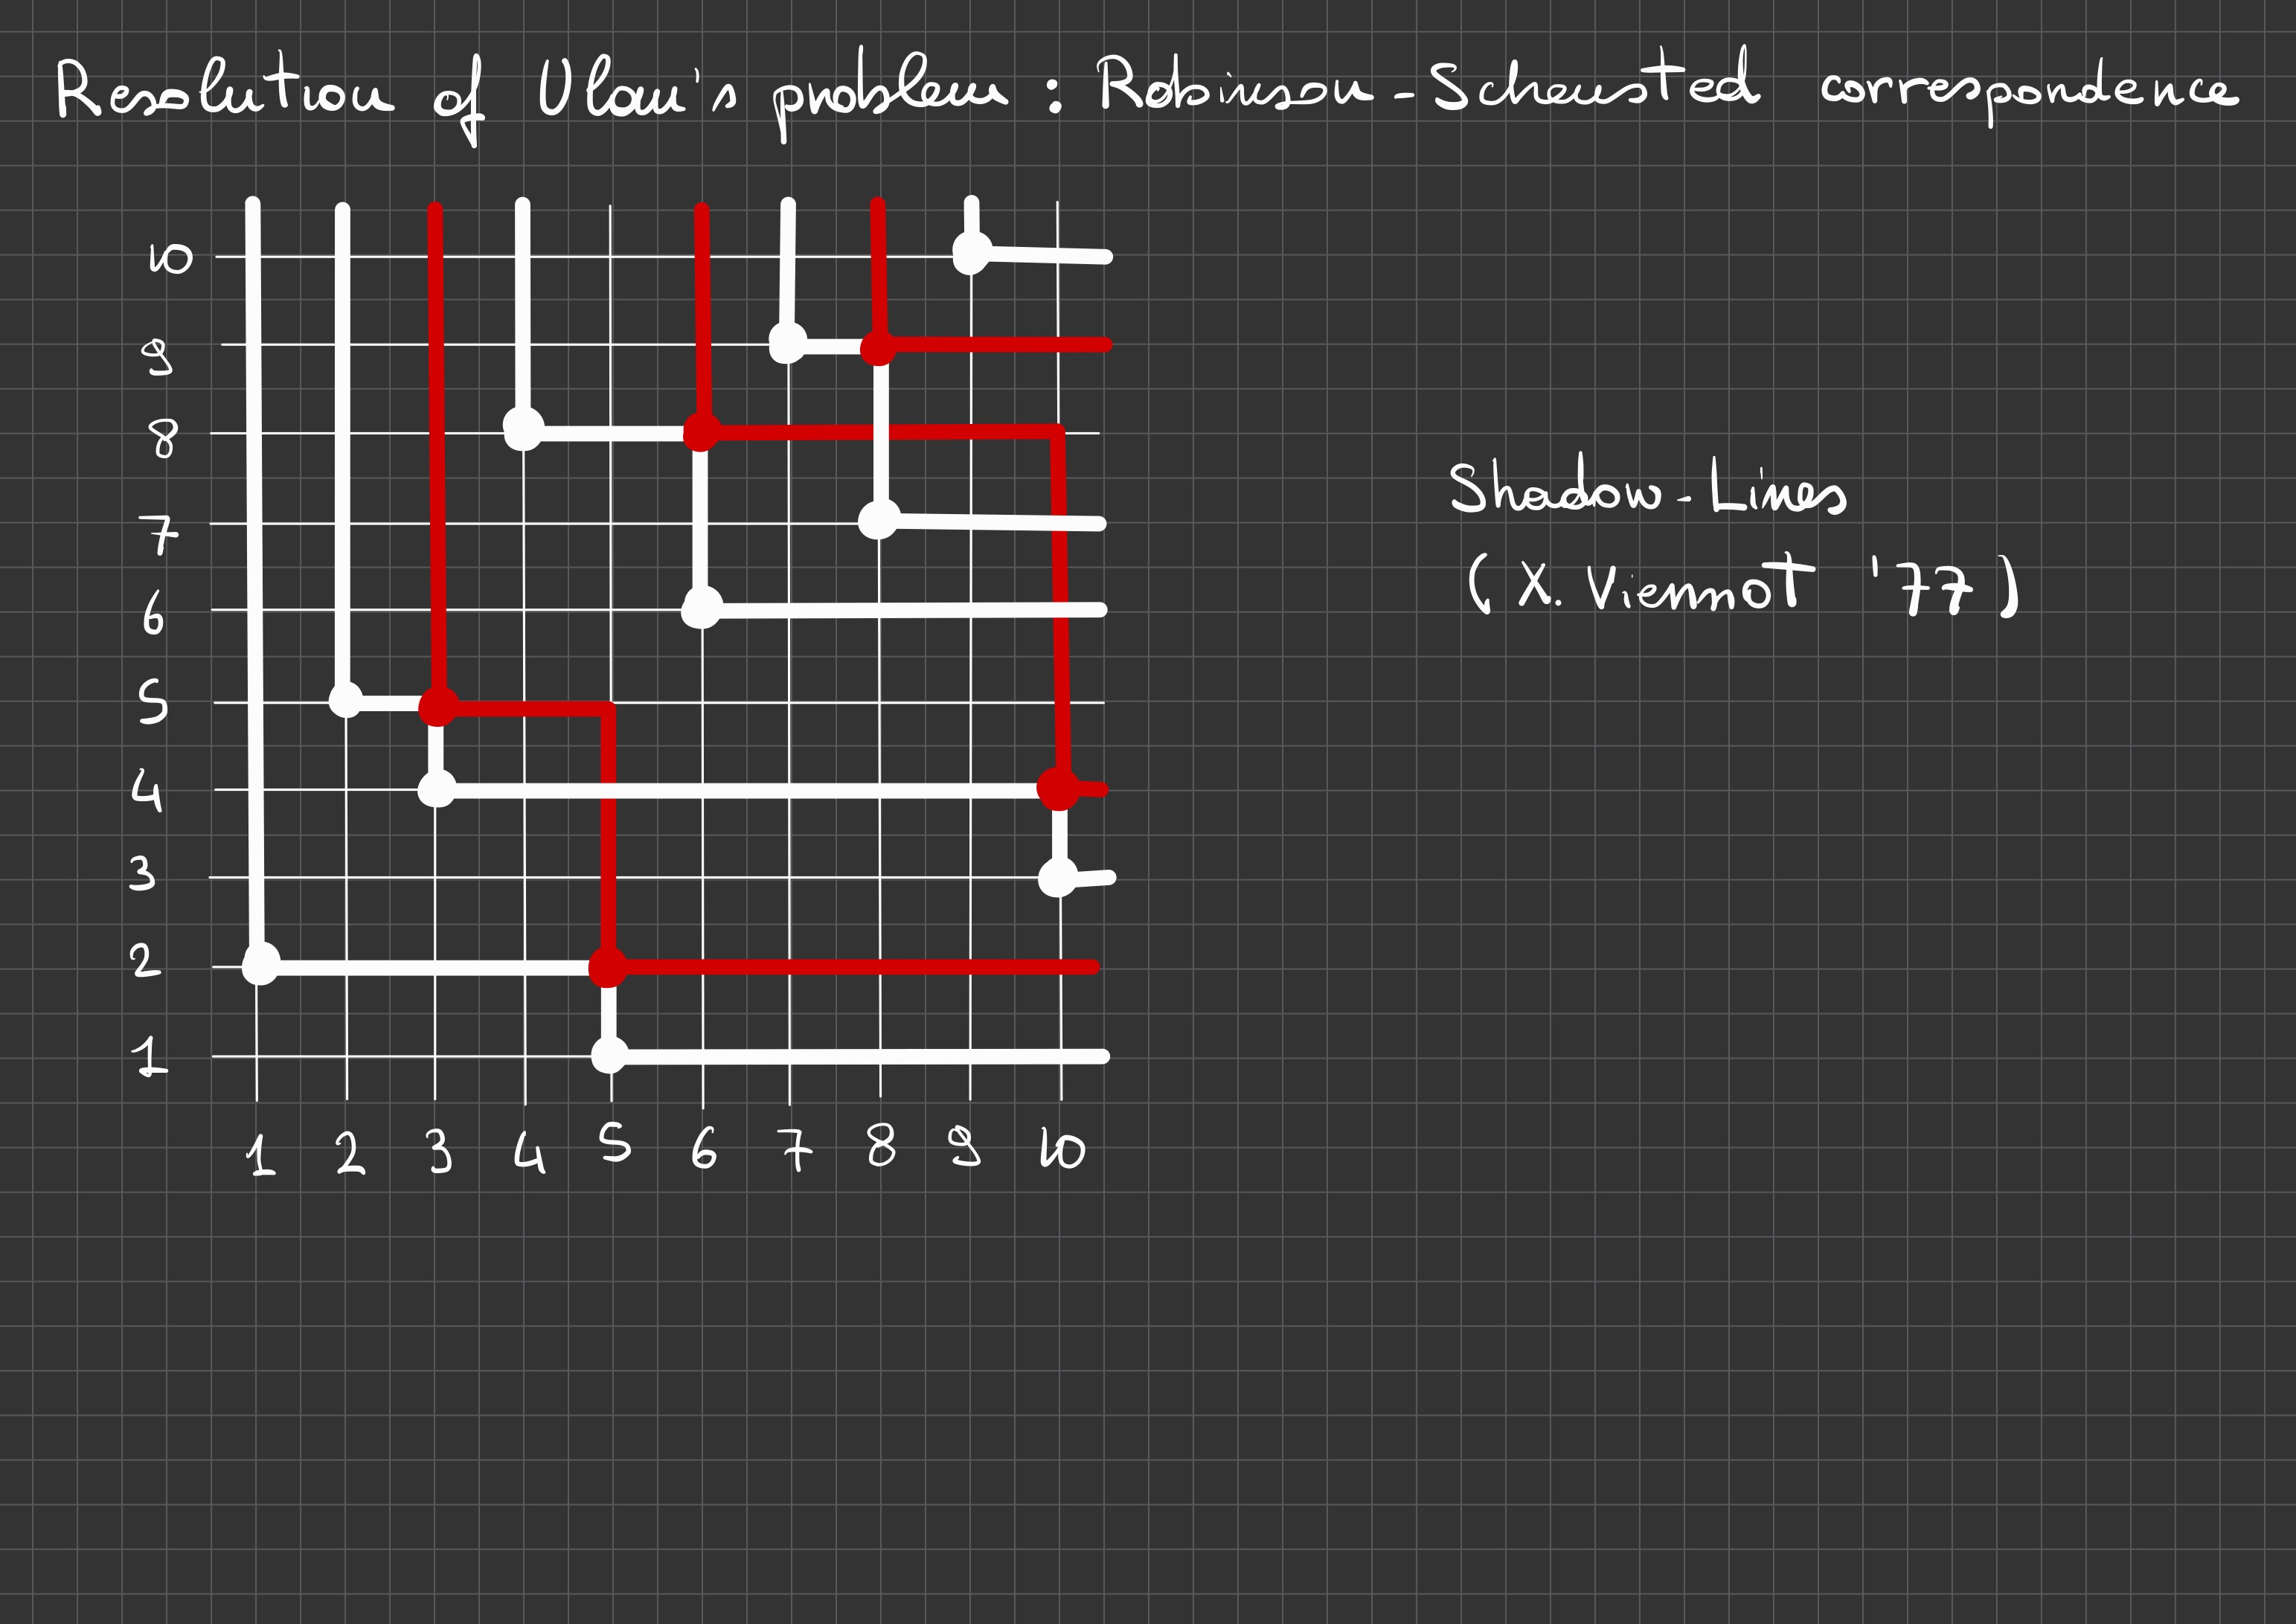 Resolution of Ulam's problem : Robinson-Schensted correspondence
10
9
8
Shadow-Lines
7
(X. Viennot '77)
6
5
4
3
2
1
1 2 3 4 5 6 7 8 9 10